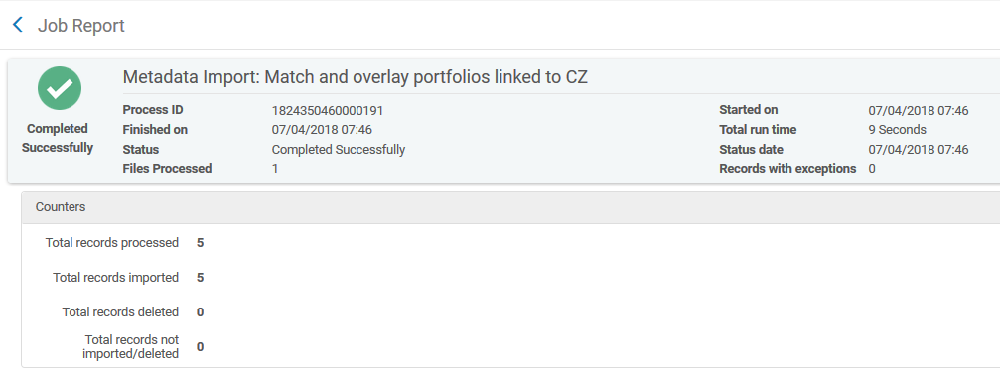 Job Report
Metadata Import: Match and overlay portfolios linked to CZ
Completed
Successfully
Process ID 1824350460000191 Started on 07/04/2018 07:46
Finished on 07/04/2018 07:46 Total run time 9 Seconds
Status Completed Successfully Status date 07/04/2018 07:46
Files Processed 1 Records with exceptions 0
Counters
Total records processed 5
Total records imported 5
Total records deleted 0
Total records not
imported/deleted 0